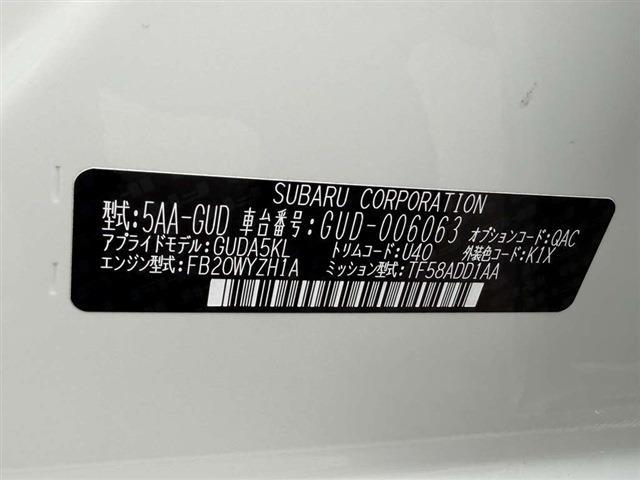 SUBARU CORPORATION
型式:5AA-GUD 車台番号:GUD-006063 オプションコード:QAC
アプライドモデル:GUDA5KL トリムコード:U40 外装色コード:K1X
エンジン型式:FB20WYZH1A ミッション型式:TF58ADD1AA